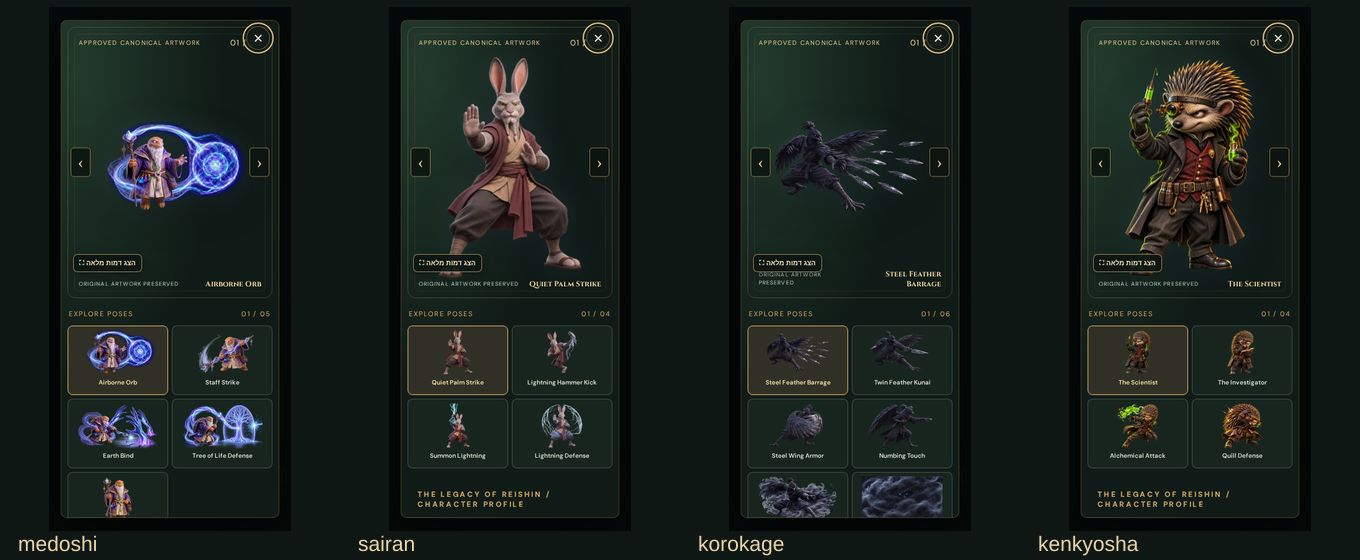 APPROVED CANONICAL ARTWORK
×
‹
›
הצג דמות מלאה
ORIGINAL ARTWORK PRESERVED
AIRBORNE ORB
EXPLORE POSES 01 / 05
Airborne Orb
Staff Strike
Earth Bind
Tree of Life Defense
medoshi
APPROVED CANONICAL ARTWORK
×
‹
›
הצג דמות מלאה
ORIGINAL ARTWORK PRESERVED
QUIET PALM STRIKE
EXPLORE POSES 01 / 04
Quiet Palm Strike
Lightning Hammer Kick
Summon Lightning
Lightning Defense
THE LEGACY OF REISHIN /
CHARACTER PROFILE
sairan
APPROVED CANONICAL ARTWORK
×
‹
›
הצג דמות מלאה
ORIGINAL ARTWORK
PRESERVED
STEEL FEATHER
BARRAGE
EXPLORE POSES 01 / 06
Steel Feather Barrage
Twin Feather Kunai
Steel Wing Armor
Numbing Touch
korokage
APPROVED CANONICAL ARTWORK
×
‹
›
הצג דמות מלאה
ORIGINAL ARTWORK PRESERVED
THE SCIENTIST
EXPLORE POSES 01 / 04
The Scientist
The Investigator
Alchemical Attack
Quill Defense
THE LEGACY OF REISHIN /
CHARACTER PROFILE
kenkyosha